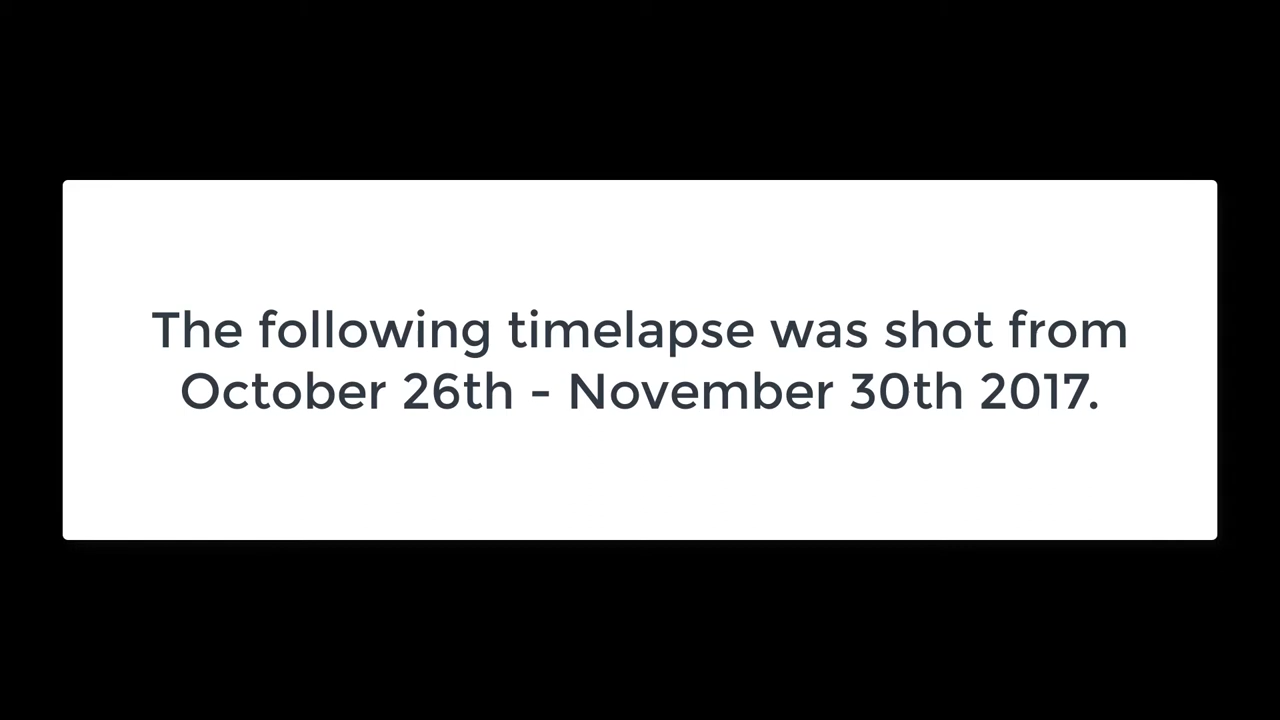 The following timelapse was shot from
October 26th - November 30th 2017.